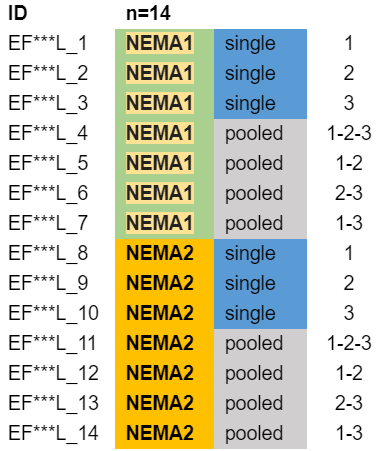 ID n=14
EF***L_1 NEMA1 single 1
EF***L_2 NEMA1 single 2
EF***L_3 NEMA1 single 3
EF***L_4 NEMA1 pooled 1-2-3
EF***L_5 NEMA1 pooled 1-2
EF***L_6 NEMA1 pooled 2-3
EF***L_7 NEMA1 pooled 1-3
EF***L_8 NEMA2 single 1
EF***L_9 NEMA2 single 2
EF***L_10 NEMA2 single 3
EF***L_11 NEMA2 pooled 1-2-3
EF***L_12 NEMA2 pooled 1-2
EF***L_13 NEMA2 pooled 2-3
EF***L_14 NEMA2 pooled 1-3